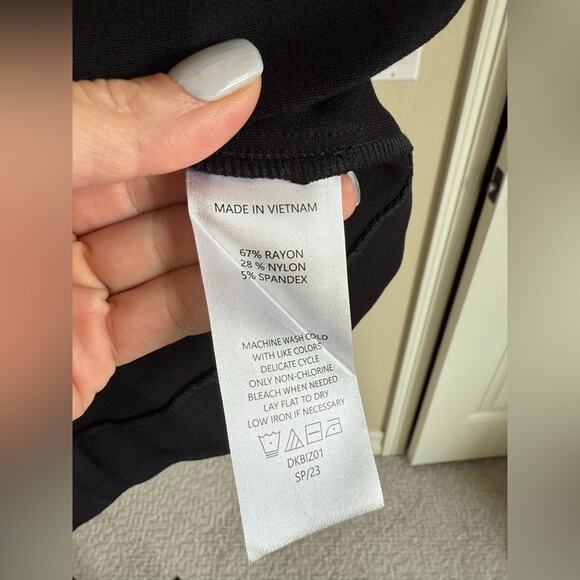 MADE IN VIETNAM
67% RAYON
28 % NYLON
5% SPANDEX
MACHINE WASH COLD
WITH LIKE COLORS
DELICATE CYCLE
ONLY NON-CHLORINE
BLEACH WHEN NEEDED
LAY FLAT TO DRY
LOW IRON IF NECESSARY
DKBIZ01
SP/23